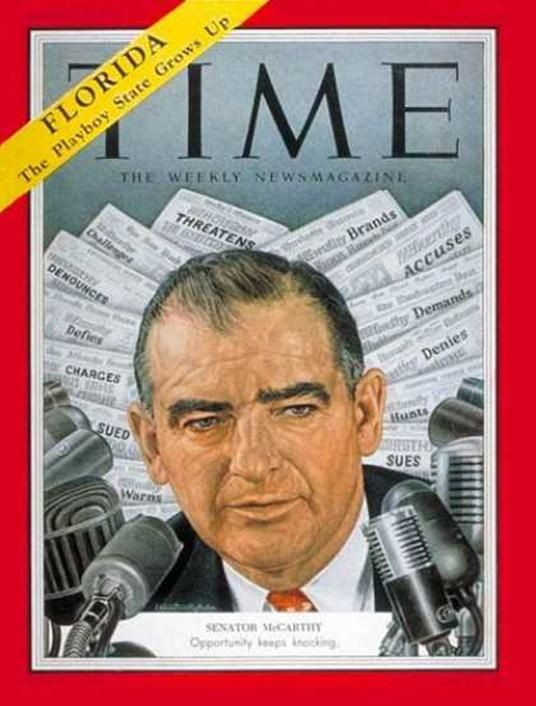 FLORIDA
The Playboy State Grows Up
TIME
THE WEEKLY NEWSMAGAZINE
THREATENS
Brands
Challenges
ACCUSES
DENOUNCES
Demands
Defies
Denies
CHARGES
Hunts
SUED
SUES
Warns
SENATOR McCARTHY
Opportunity keeps knocking.